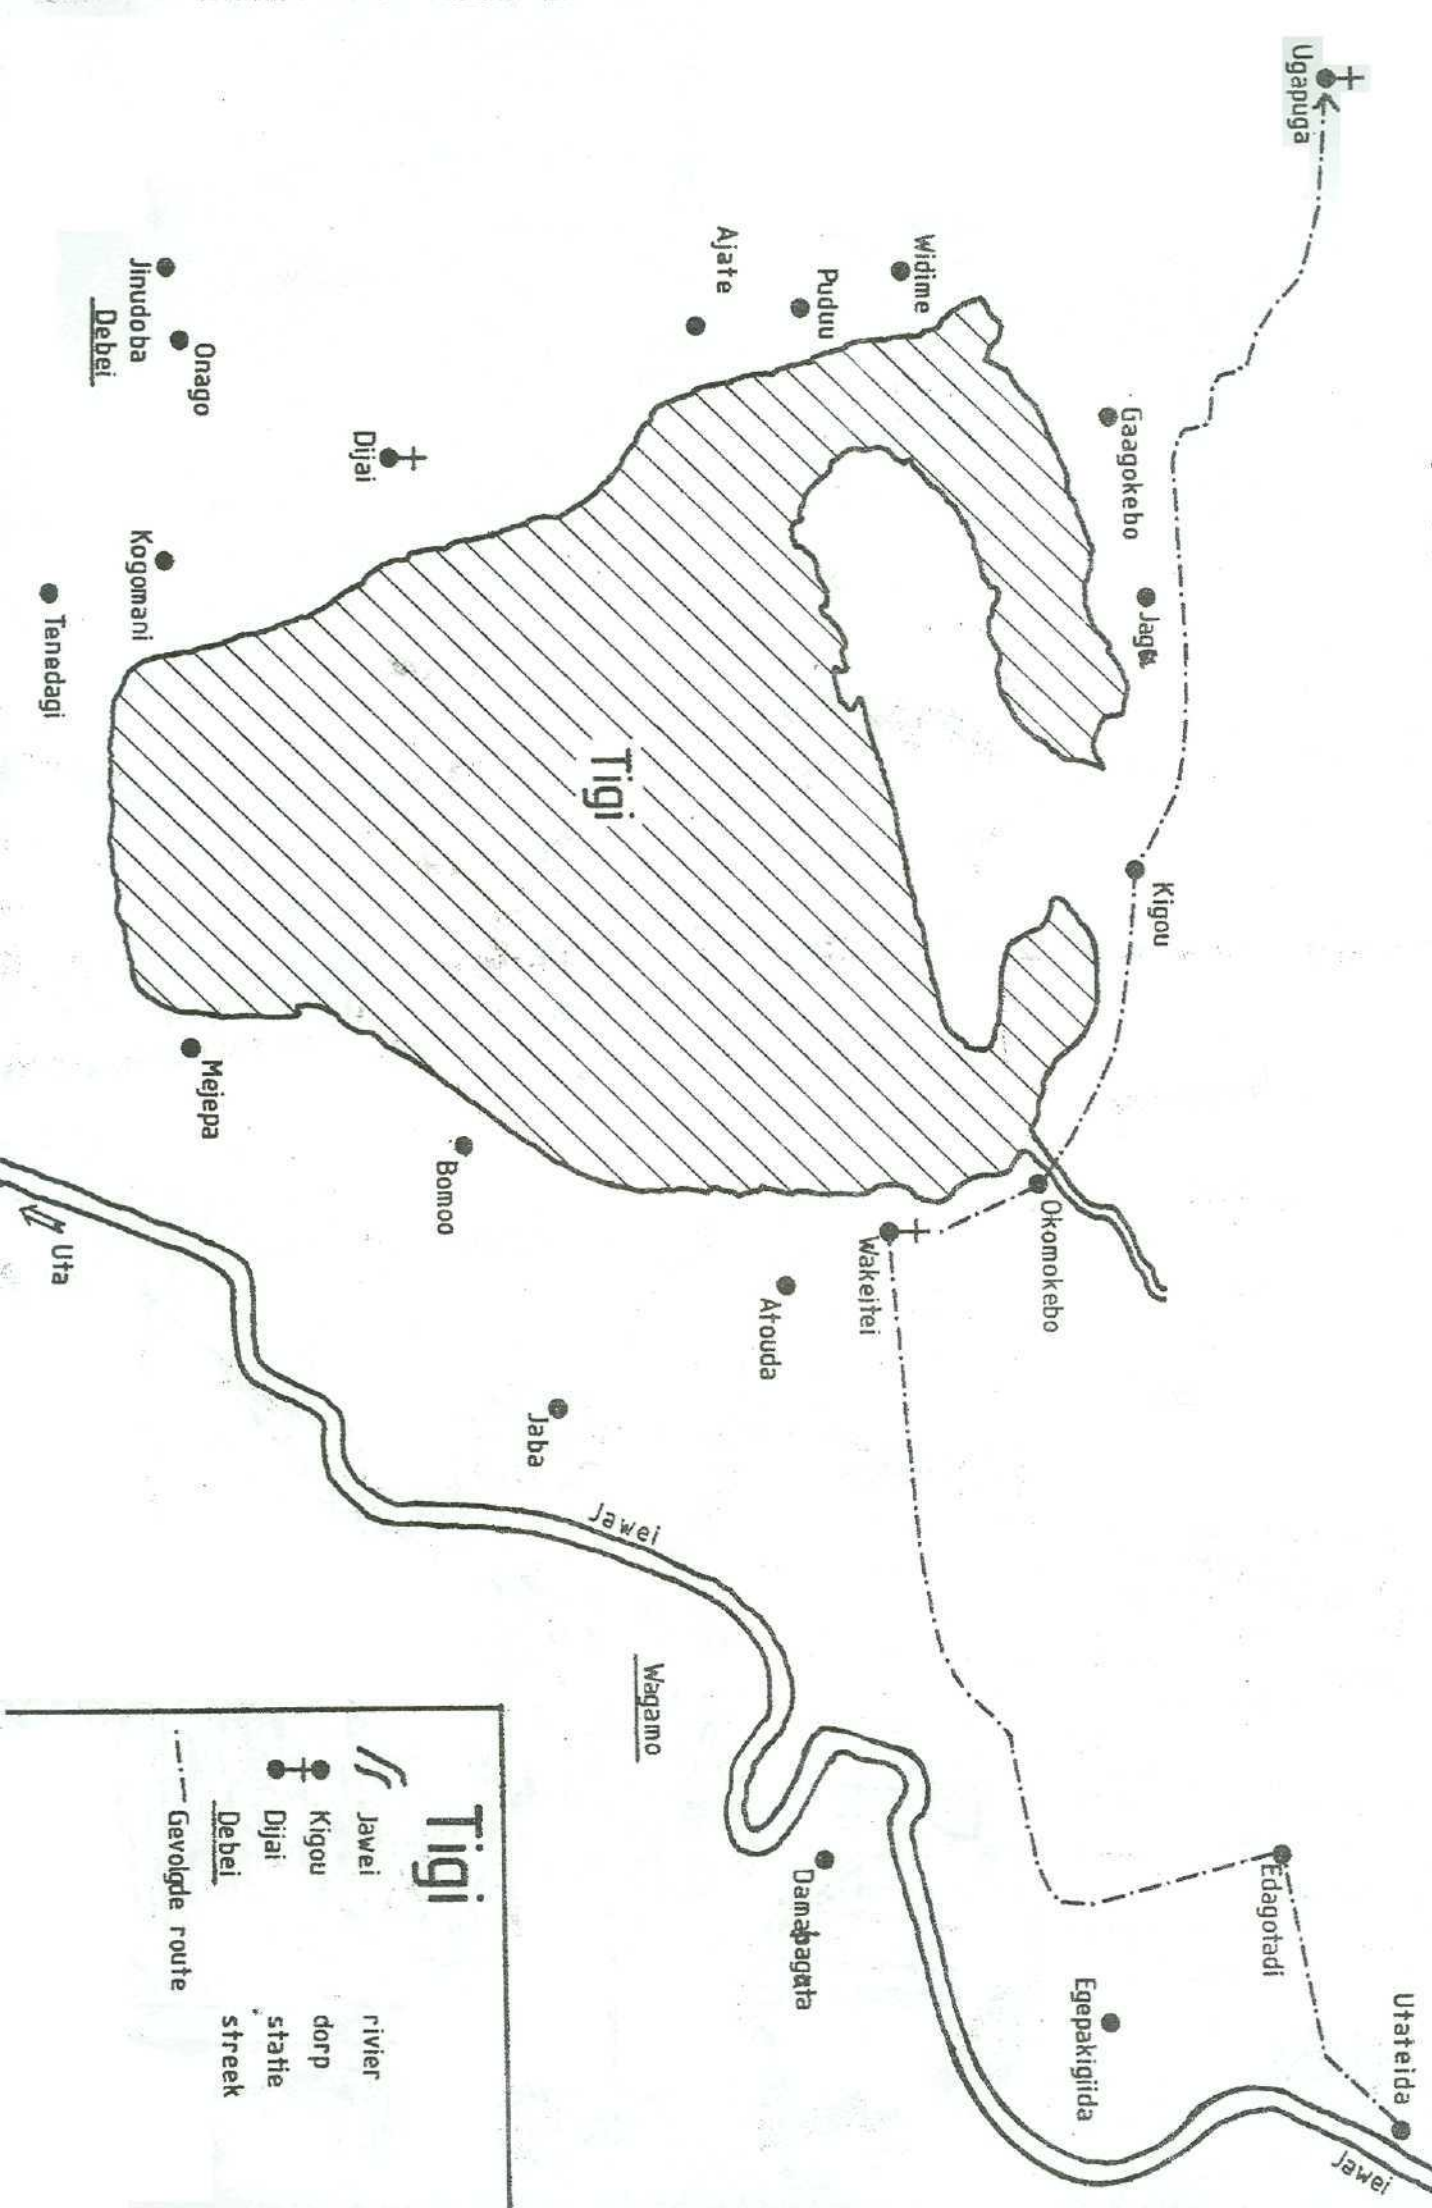 Ugapuga
Widime
Puduu
Ajate
Gaagokebo
Jinudoba
Debei
Onago
Dijai
Kogomani
Tenedagi
Tigi
Kigou
Okomokebo
Wakeitei
Atouda
Mejepa
Bomoo
Uta
Jaba
Jawei
Wagamo
Edagotadi
Utateida
Egepakigiida
Jawei
Tigi
Jawei rivier
Kigou dorp
Dijai statie
Debei streek
Gevolgde route